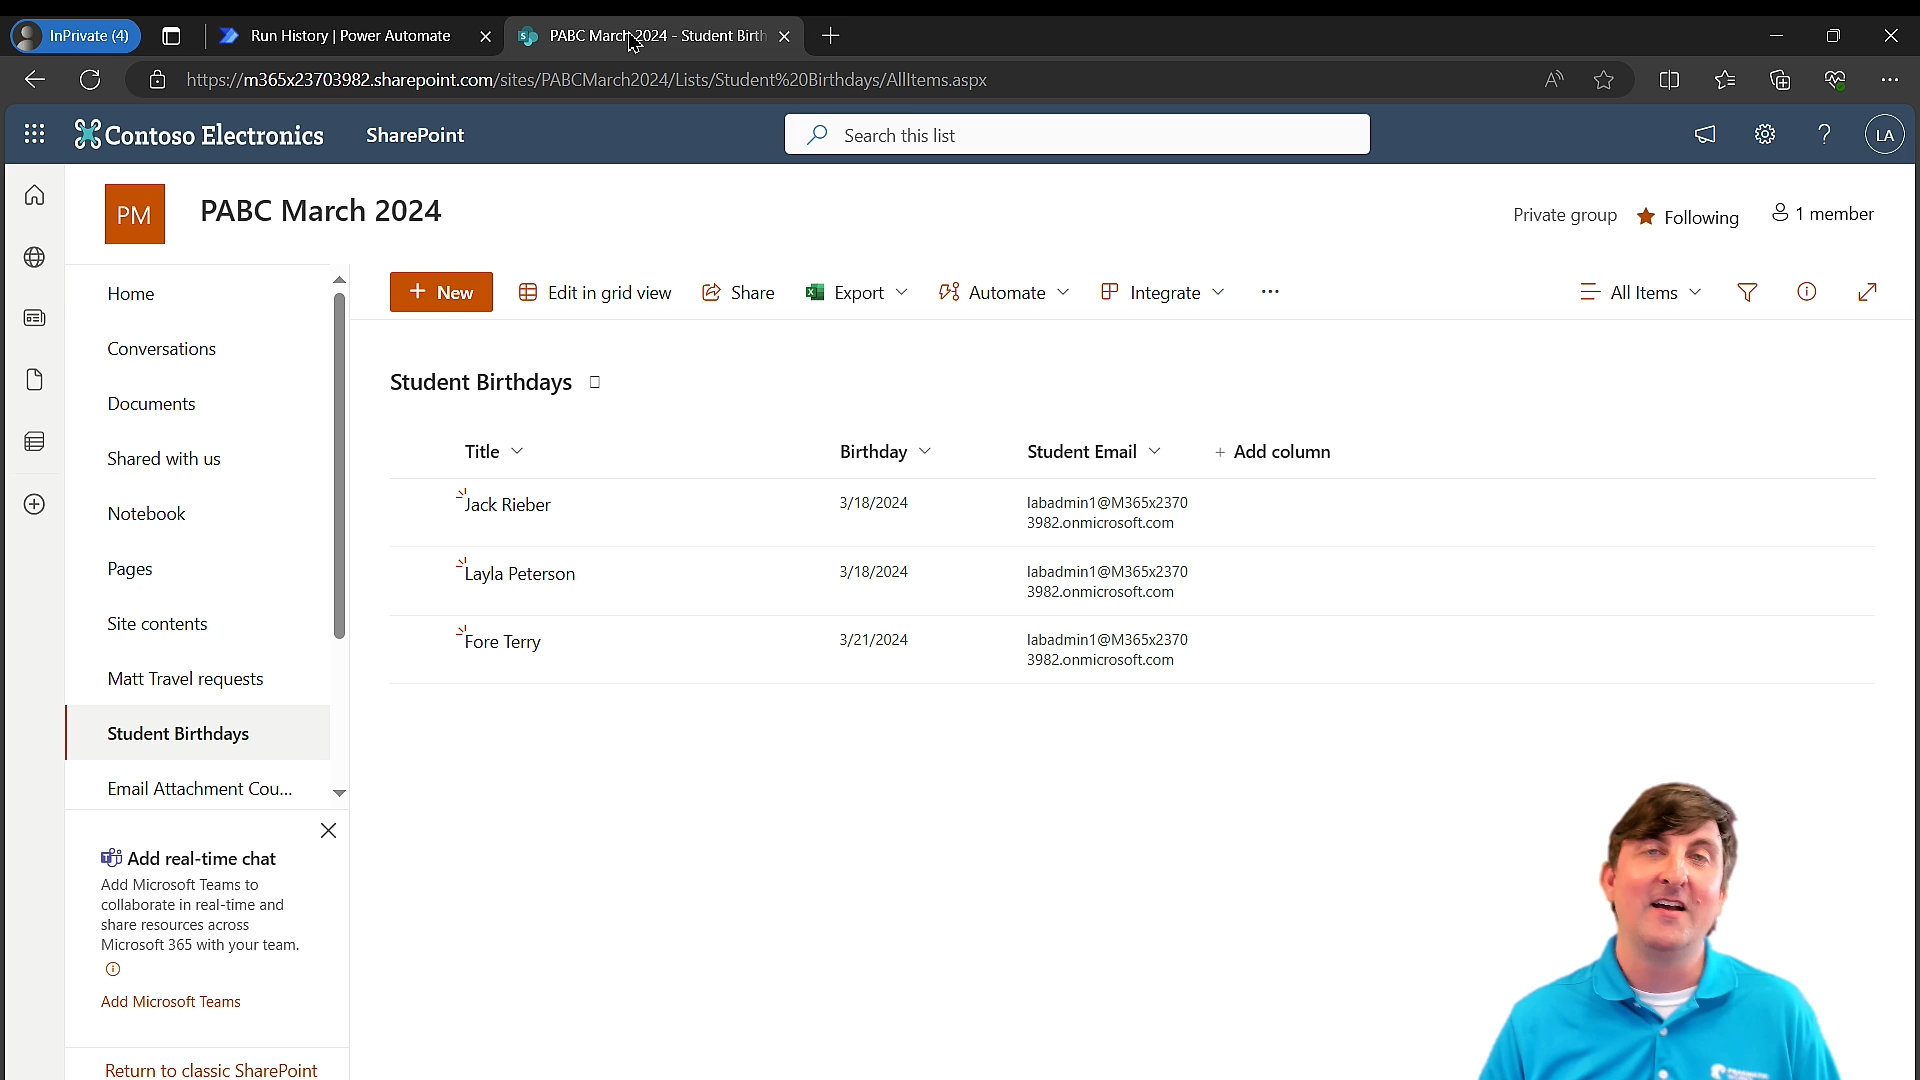 InPrivate (4)
Run History | Power Automate
PABC March 2024 - Student Birth
https://m365x23703982.sharepoint.com/sites/PABCMarch2024/Lists/Student%20Birthdays/AllItems.aspx
Contoso Electronics
SharePoint
Search this list
LA
PM
PABC March 2024
Private group
Following
1 member
Home
Conversations
Documents
Shared with us
Notebook
Pages
Site contents
Matt Travel requests
Student Birthdays
Email Attachment Cou...
Add real-time chat
Add Microsoft Teams to
collaborate in real-time and
share resources across
Microsoft 365 with your team.
Add Microsoft Teams
Return to classic SharePoint
+ New
Edit in grid view
Share
Export
Automate
Integrate
All Items
Student Birthdays
Title
Birthday
Student Email
+ Add column
Jack Rieber
3/18/2024
labadmin1@M365x2370
3982.onmicrosoft.com
Layla Peterson
3/18/2024
labadmin1@M365x2370
3982.onmicrosoft.com
Fore Terry
3/21/2024
labadmin1@M365x2370
3982.onmicrosoft.com